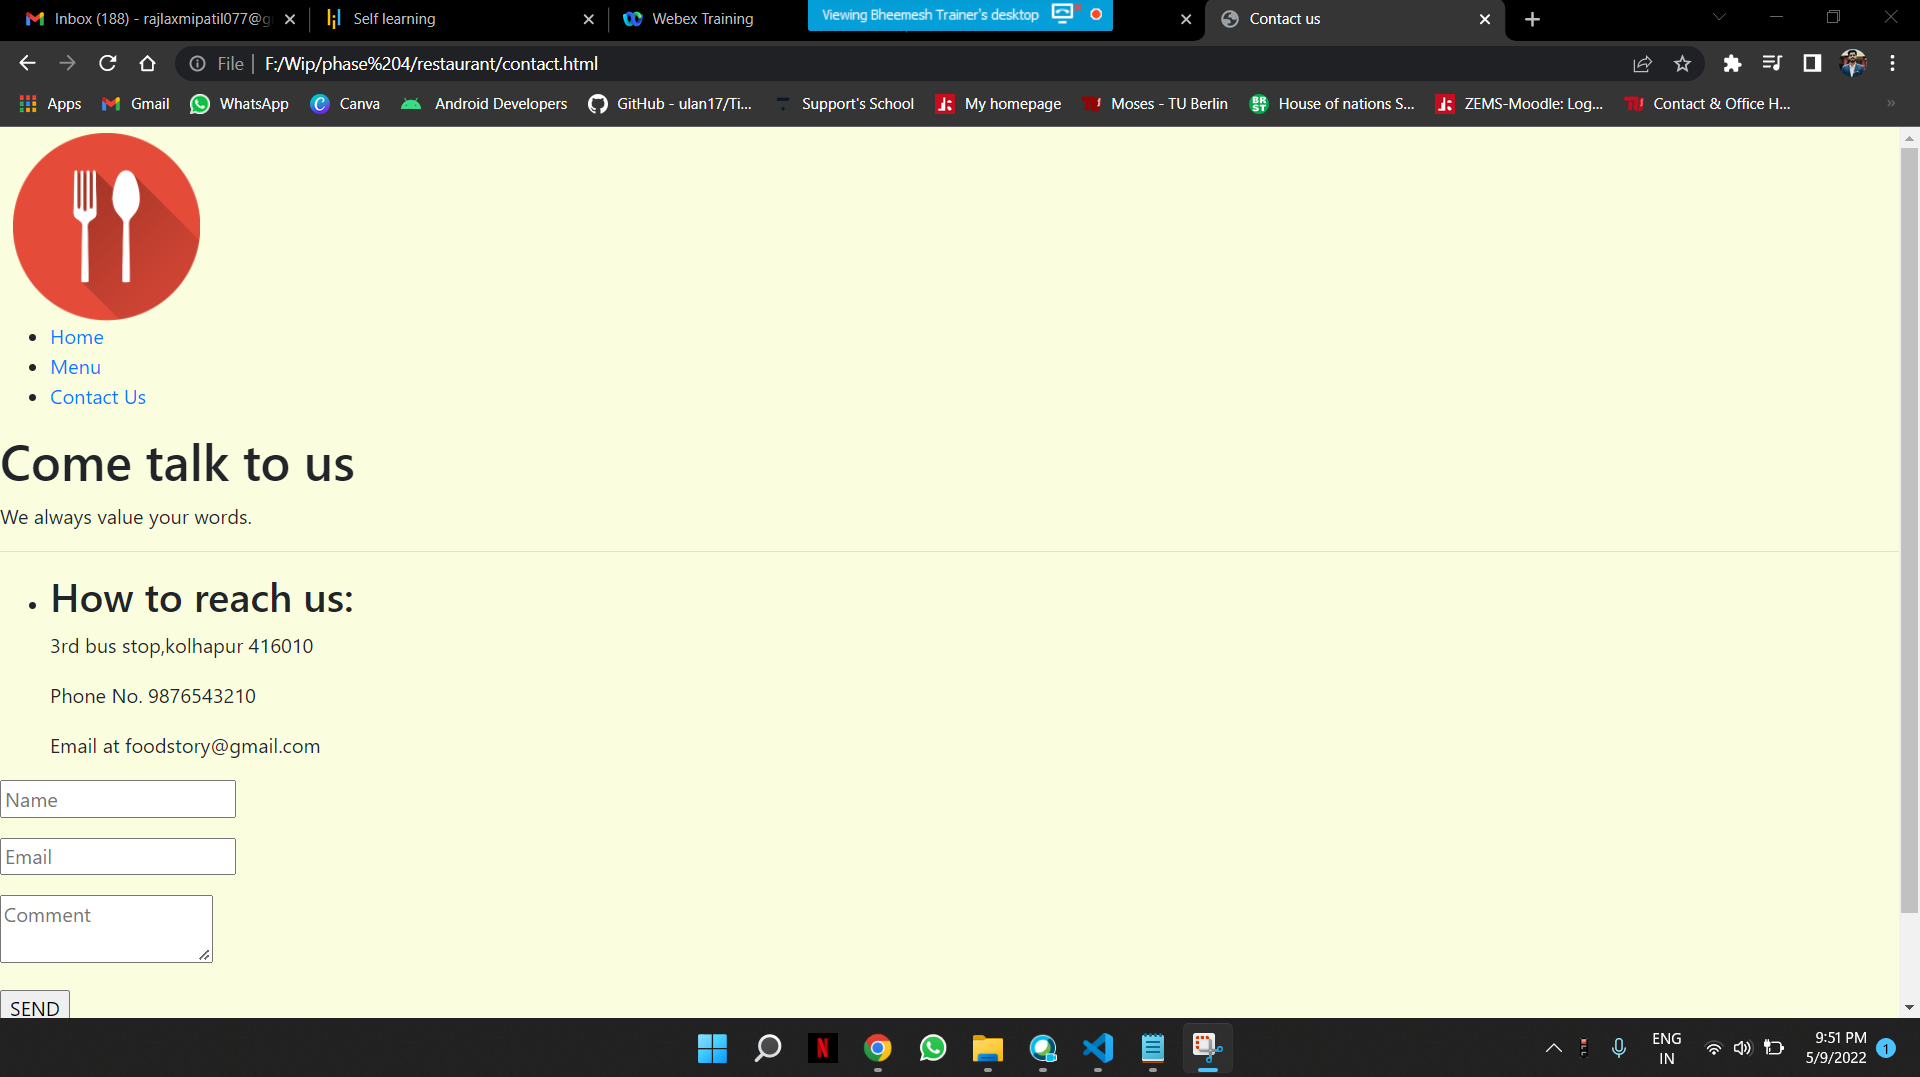 Inbox (188) - rajlaxmipatil077@g
Self learning
Webex Training
Viewing Bheemesh Trainer's desktop
Contact us
File
F:/Wip/phase%204/restaurant/contact.html
Apps
Gmail
WhatsApp
Canva
Android Developers
GitHub - ulan17/Ti...
Support's School
My homepage
Moses - TU Berlin
BR ST
House of nations S...
ZEMS-Moodle: Log...
Contact & Office H...
Home
Menu
Contact Us
Come talk to us
We always value your words.
How to reach us:
3rd bus stop,kolhapur 416010
Phone No. 9876543210
Email at foodstory@gmail.com
Name
Email
Comment
SEND
N
ENG
IN
9:51 PM
5/9/2022
1